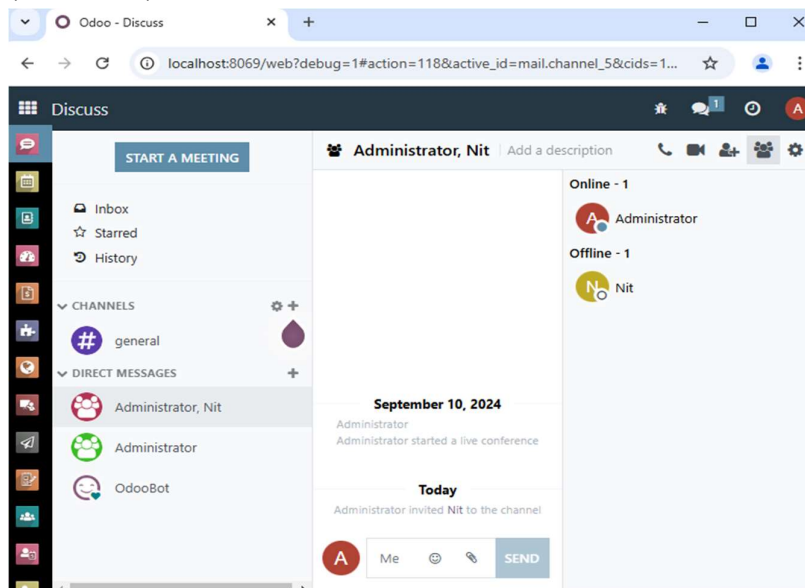 Odoo - Discuss
localhost:8069/web?debug=1#action=118&active_id=mail.channel_5&cids=1...
Discuss
1
A
START A MEETING
Inbox
Starred
History
CHANNELS
general
DIRECT MESSAGES
Administrator, Nit
Administrator
OdooBot
Administrator, Nit Add a description
September 10, 2024
Administrator
Administrator started a live conference
Today
Administrator invited Nit to the channel
A Me SEND
Online - 1
A Administrator
Offline - 1
N Nit